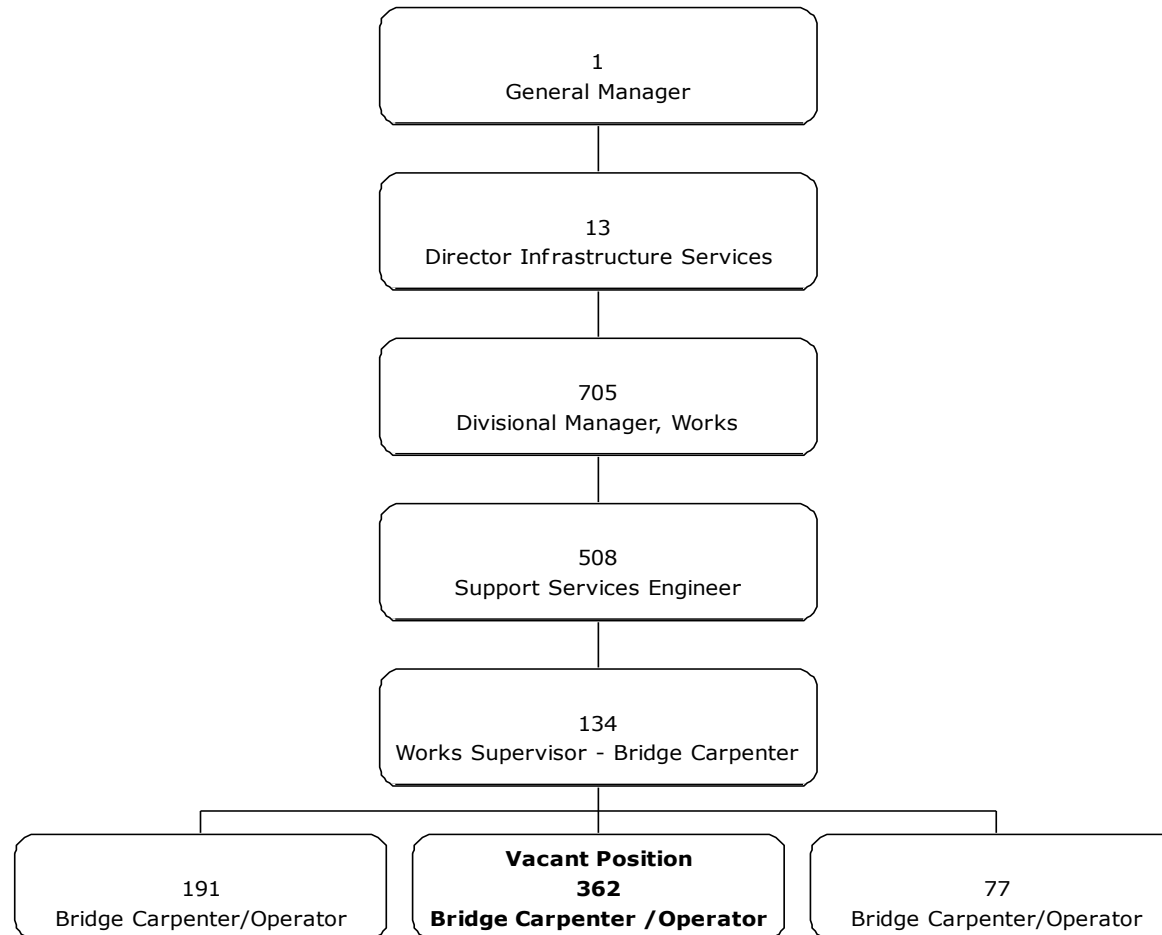 1
General Manager
13
Director Infrastructure Services
705
Divisional Manager, Works
508
Support Services Engineer
134
Works Supervisor - Bridge Carpenter
191
Bridge Carpenter/Operator
Vacant Position
362
Bridge Carpenter /Operator
77
Bridge Carpenter/Operator